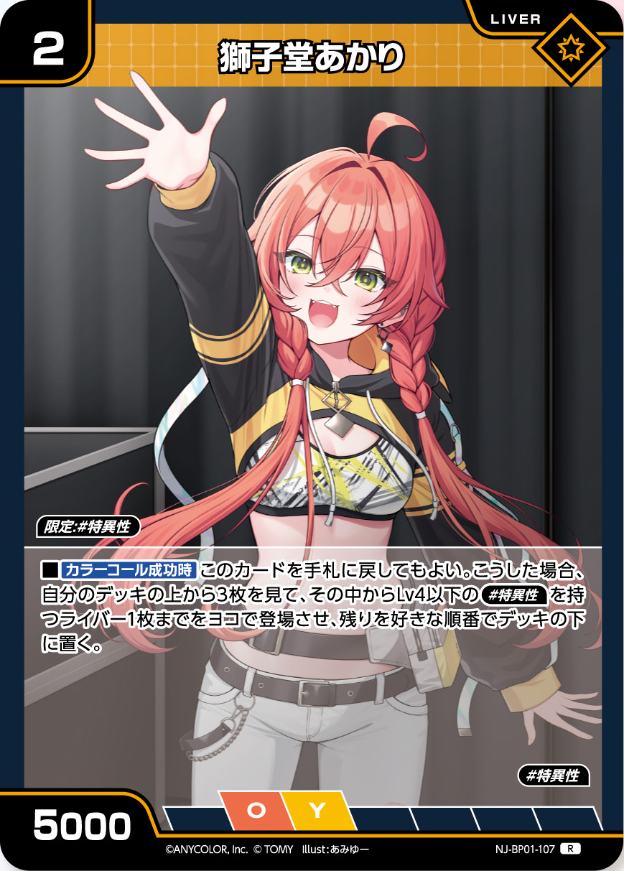 LIVER
2
獅子堂あかり
限定:#特異性
■ カラーコール成功時 このカードを手札に戻してもよい。こうした場合、
自分のデッキの上から3枚を見て、その中からLv4以下の #特異性 を持
つライバー1枚までをヨコで登場させ、残りを好きな順番でデッキの下
に置く。
#特異性
5000
O Y
©ANYCOLOR, Inc. © TOMY Illust:あみゆー
NJ-BP01-107 R